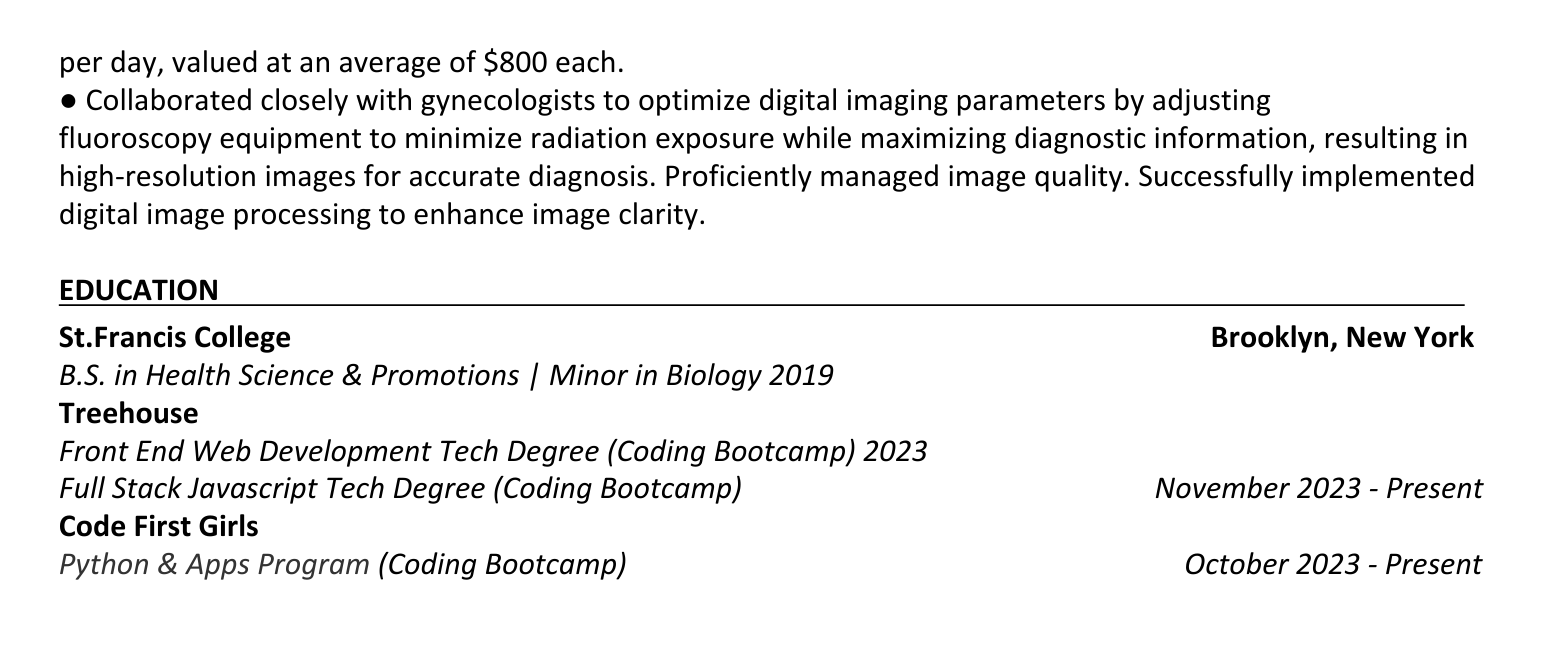 per day, valued at an average of $800 each.
● Collaborated closely with gynecologists to optimize digital imaging parameters by adjusting
fluoroscopy equipment to minimize radiation exposure while maximizing diagnostic information, resulting in
high-resolution images for accurate diagnosis. Proficiently managed image quality. Successfully implemented
digital image processing to enhance image clarity.
EDUCATION
St.Francis College Brooklyn, New York
B.S. in Health Science & Promotions | Minor in Biology 2019
Treehouse
Front End Web Development Tech Degree (Coding Bootcamp) 2023
Full Stack Javascript Tech Degree (Coding Bootcamp) November 2023 - Present
Code First Girls
Python & Apps Program (Coding Bootcamp) October 2023 - Present